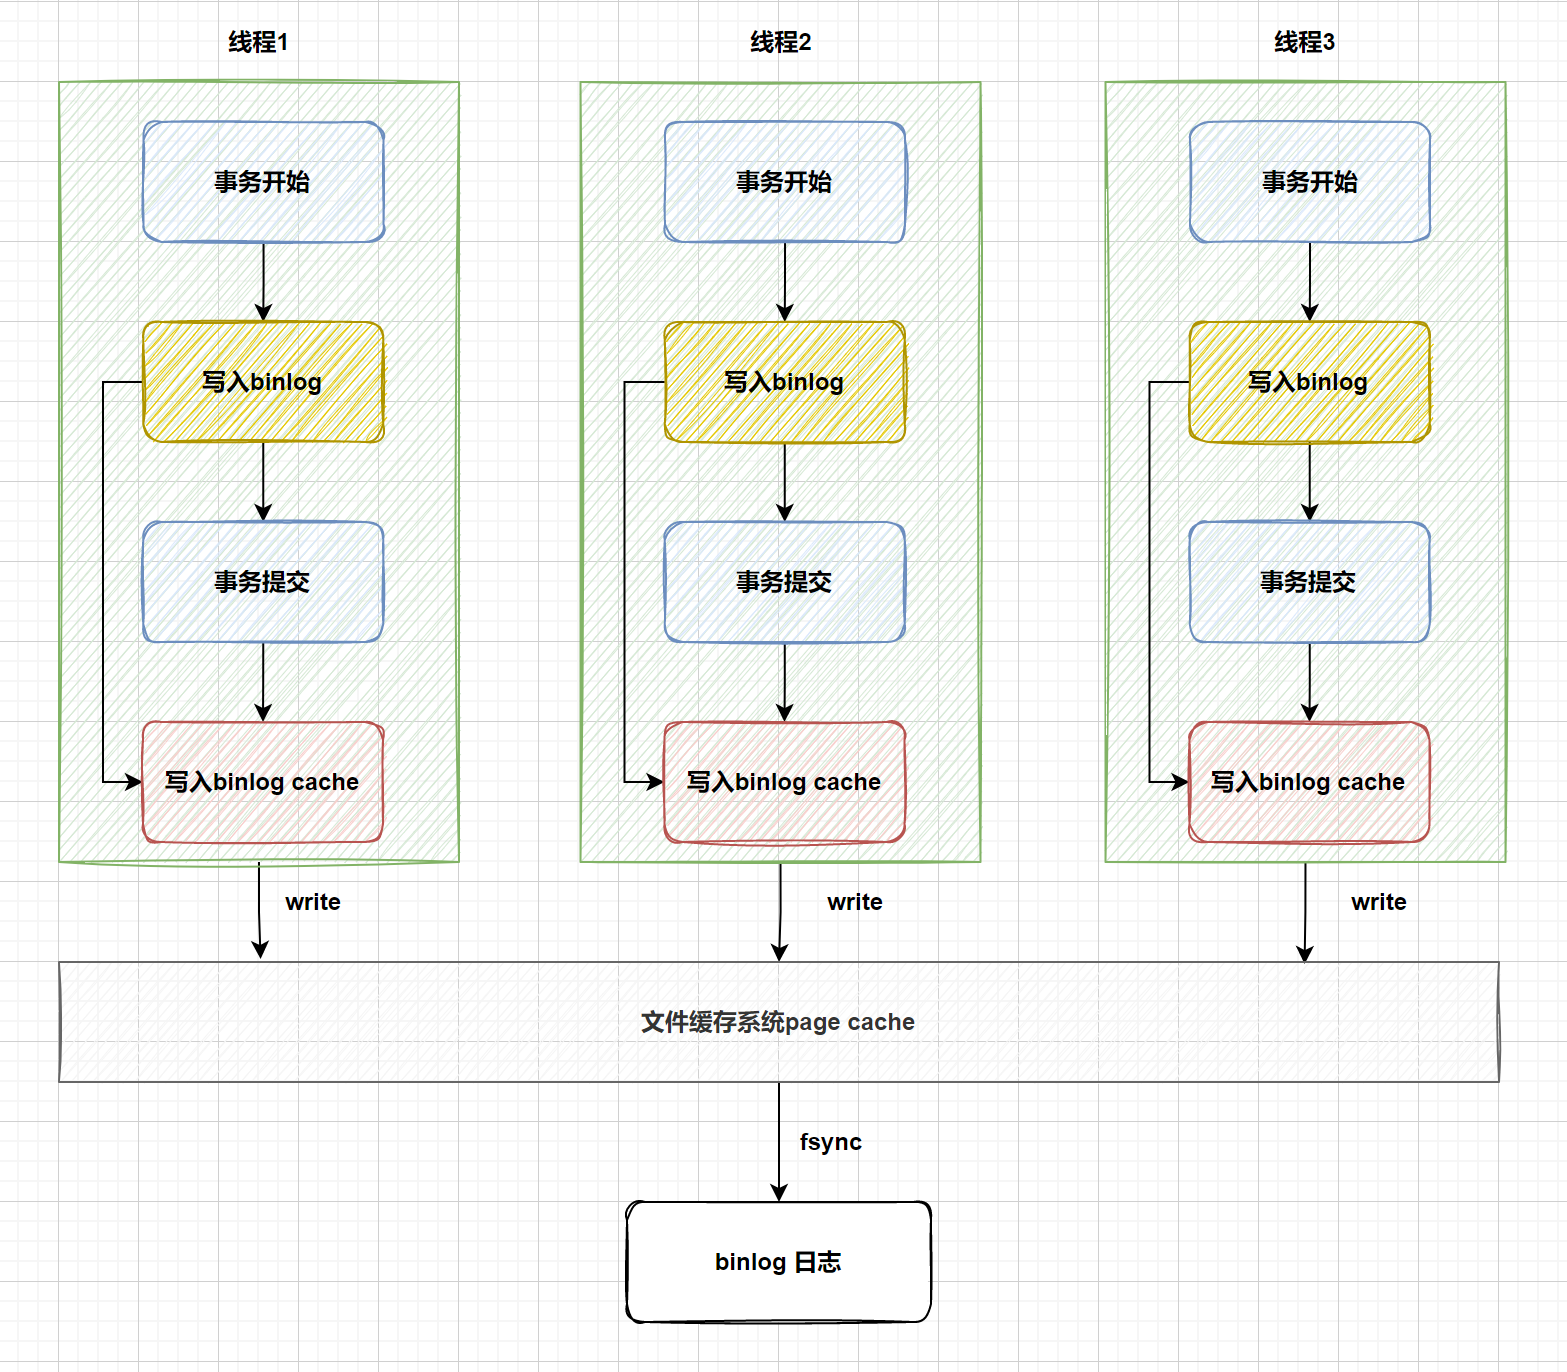 线程1
线程2
线程3
事务开始
事务开始
事务开始
写入binlog
写入binlog
写入binlog
事务提交
事务提交
事务提交
写入binlog cache
写入binlog cache
写入binlog cache
write
write
write
文件缓存系统page cache
fsync
binlog 日志